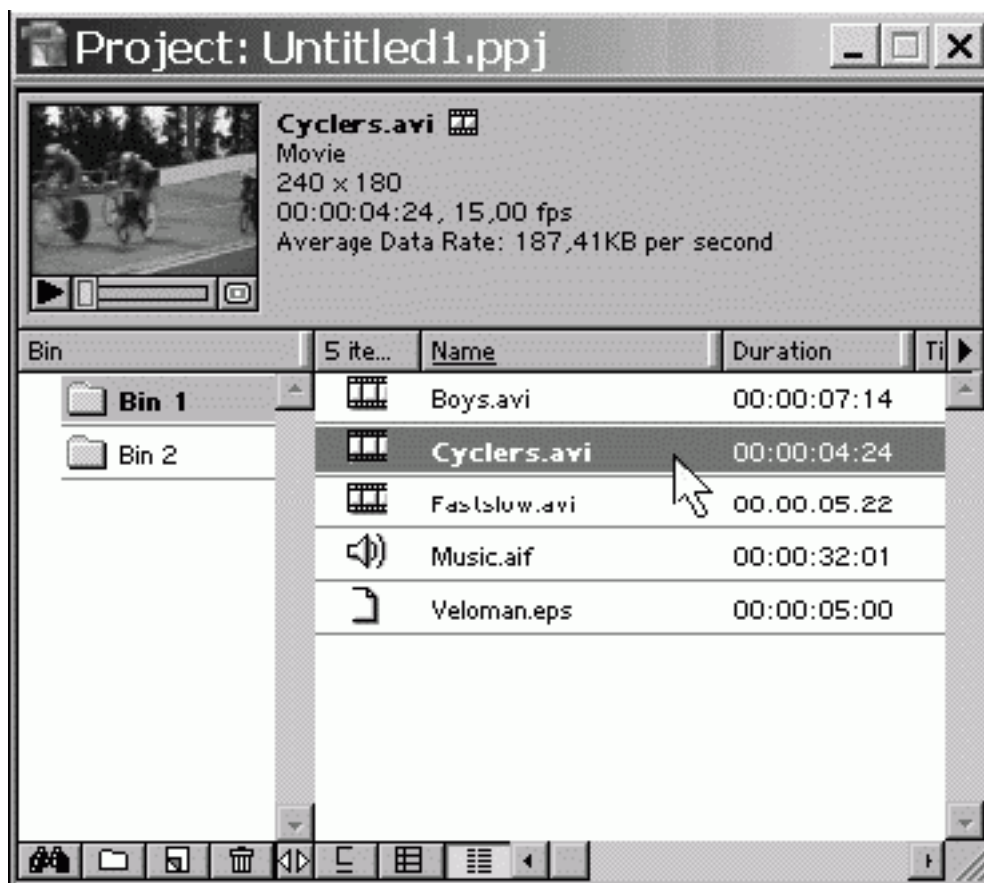 Project: Untitled1.ppj
Cyclers.avi
Movie
240 x 180
00:00:04:24, 15,00 fps
Average Data Rate: 187,41KB per second
Bin 5 ite... Name Duration Ti
Bin 1 Boys.avi 00:00:07:14
Bin 2 Cyclers.avi 00:00:04:24
Fastslow.avi 00:00:05:22
Music.aif 00:00:32:01
Veloman.eps 00:00:05:00